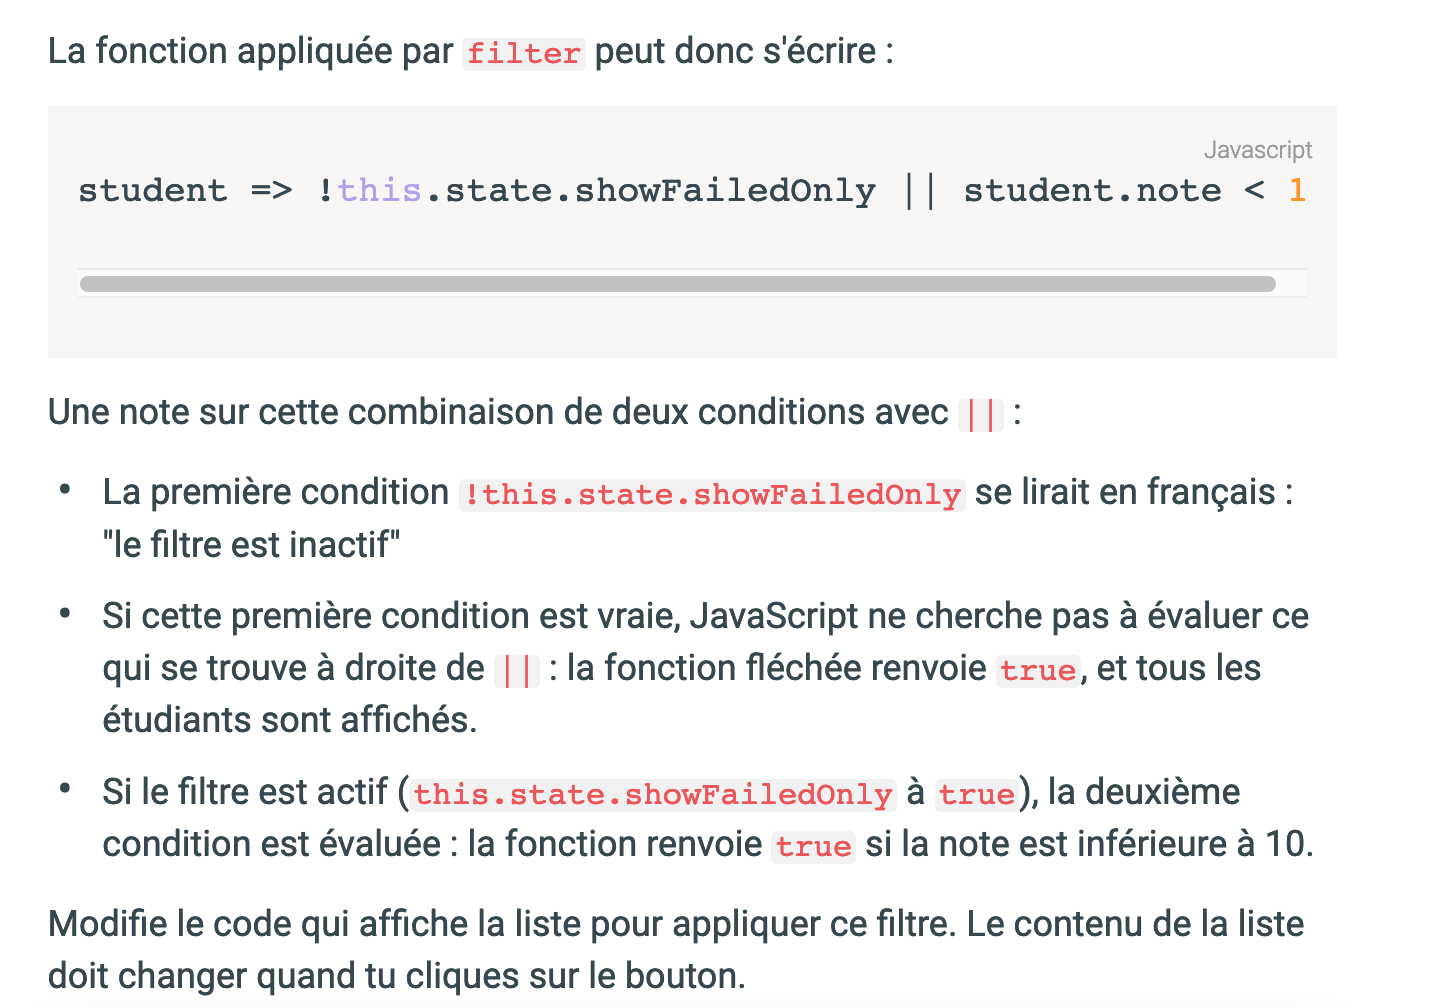 La fonction appliquée par filter peut donc s'écrire :
Javascript
student => !this.state.showFailedOnly || student.note < 1
Une note sur cette combinaison de deux conditions avec || :
• La première condition !this.state.showFailedOnly se lirait en français :
"le filtre est inactif"
• Si cette première condition est vraie, JavaScript ne cherche pas à évaluer ce
qui se trouve à droite de || : la fonction fléchée renvoie true, et tous les
étudiants sont affichés.
• Si le filtre est actif (this.state.showFailedOnly à true), la deuxième
condition est évaluée : la fonction renvoie true si la note est inférieure à 10.
Modifie le code qui affiche la liste pour appliquer ce filtre. Le contenu de la liste
doit changer quand tu cliques sur le bouton.